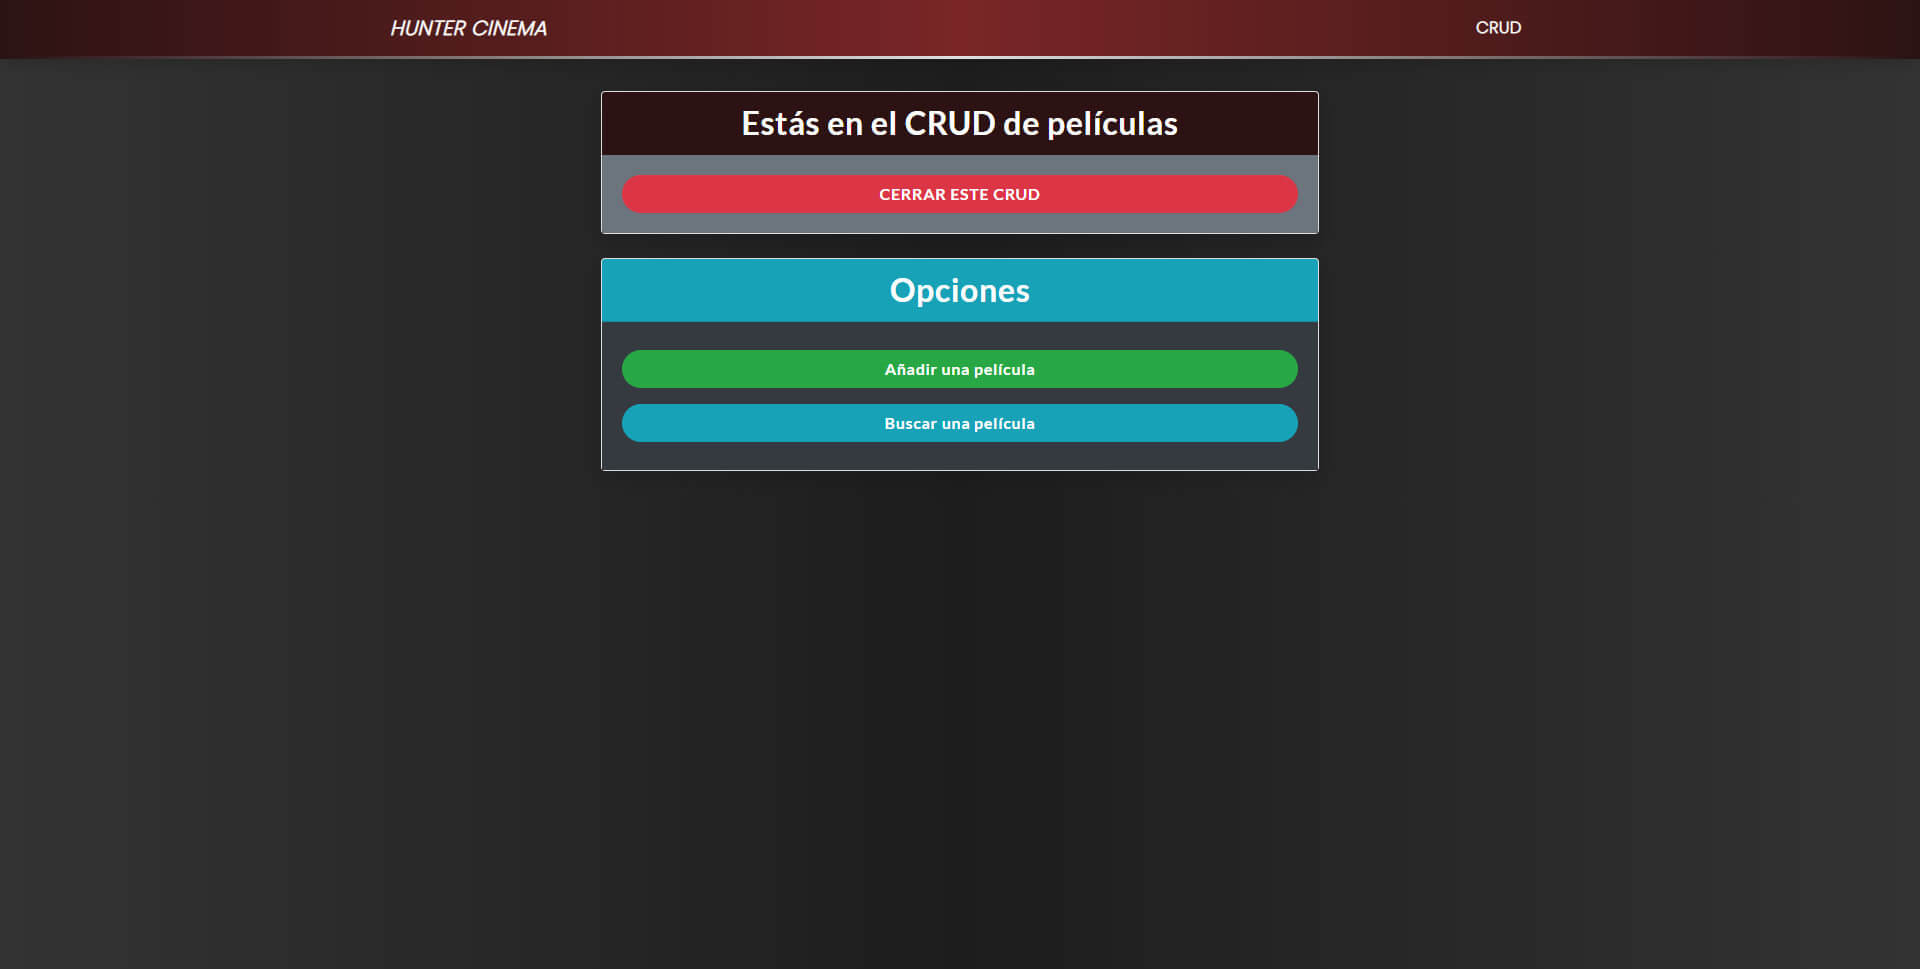 HUNTER CINEMA
CRUD
Estás en el CRUD de películas
CERRAR ESTE CRUD
Opciones
Añadir una película
Buscar una película